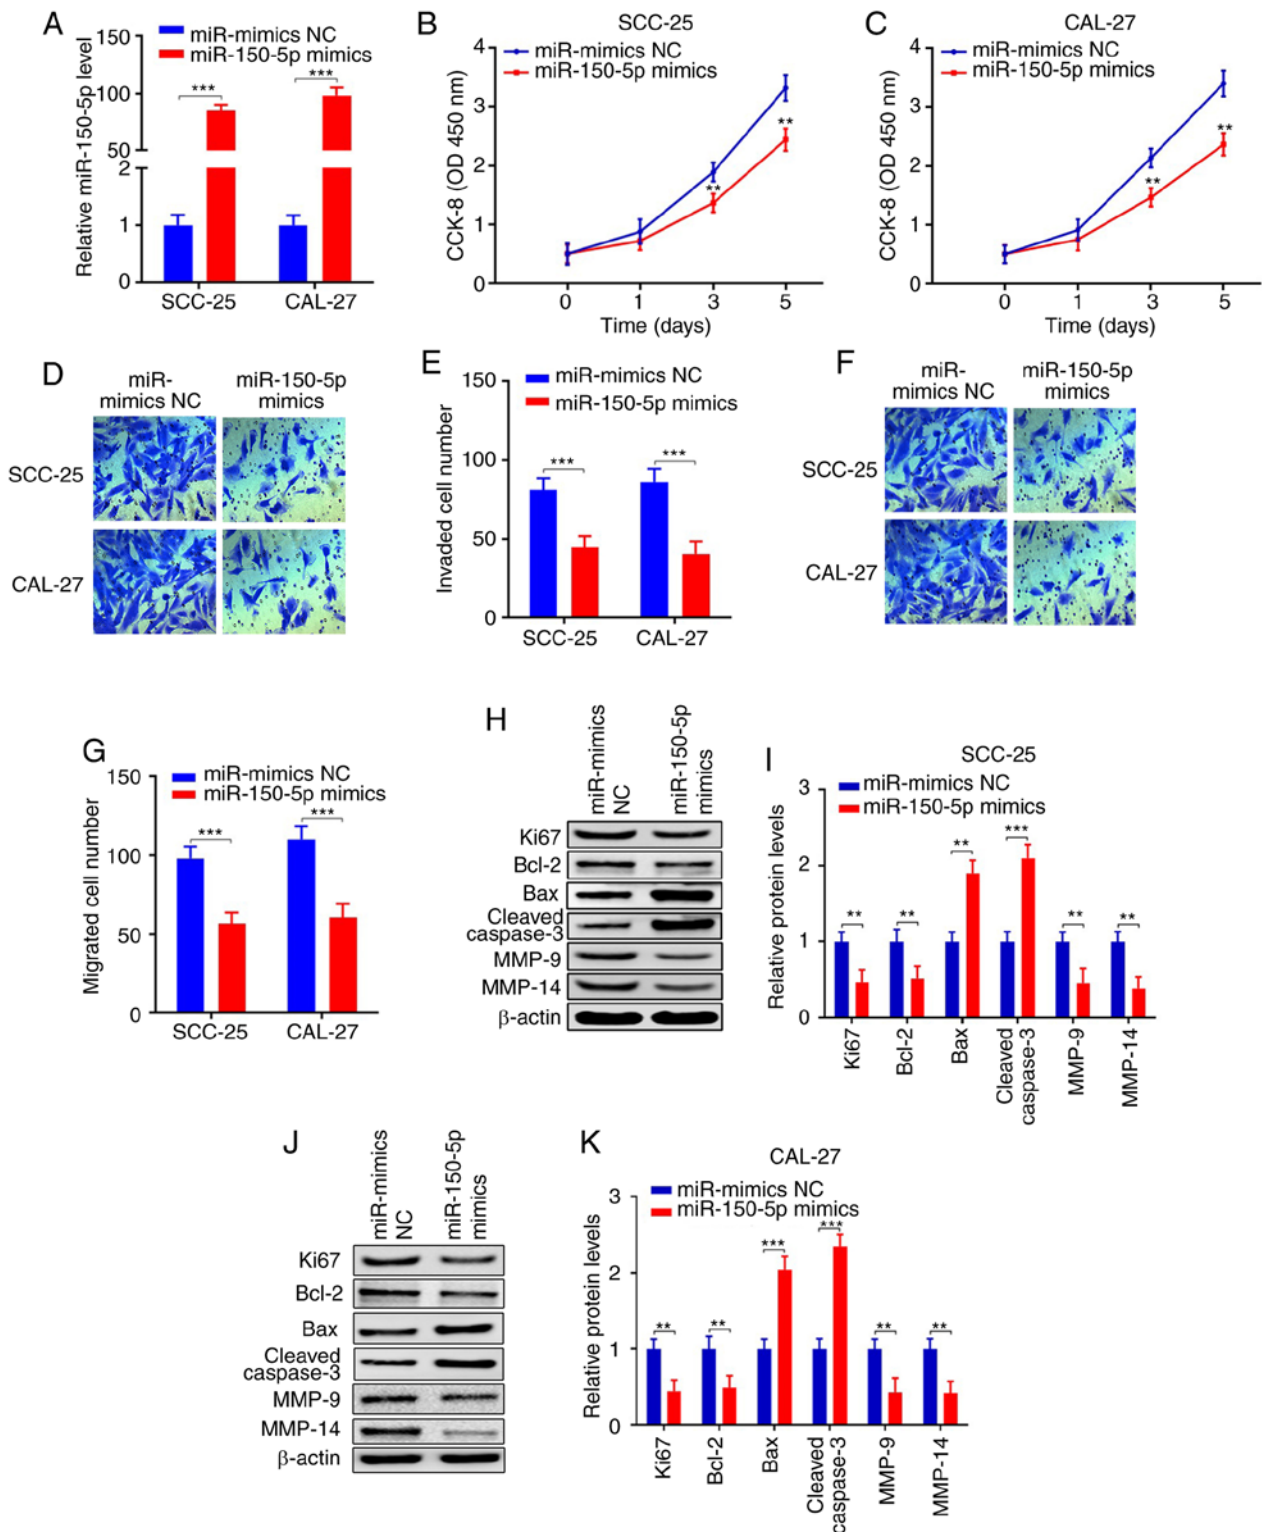 A
miR-mimics NC
miR-150-5p mimics
Relative miR-150-5p level
150
100
50
2
1
0
***
***
SCC-25
CAL-27
B
SCC-25
miR-mimics NC
miR-150-5p mimics
CCK-8 (OD 450 nm)
4
3
2
1
0
**
**
0 1 3 5
Time (days)
C
CAL-27
miR-mimics NC
miR-150-5p mimics
CCK-8 (OD 450 nm)
4
3
2
1
0
**
**
0 1 3 5
Time (days)
D
miR-
mimics NC
miR-150-5p
mimics
SCC-25
CAL-27
E
miR-mimics NC
miR-150-5p mimics
Invaded cell number
150
100
50
0
***
***
SCC-25
CAL-27
F
miR-
mimics NC
miR-150-5p
mimics
SCC-25
CAL-27
G
miR-mimics NC
miR-150-5p mimics
Migrated cell number
150
100
50
0
***
***
SCC-25
CAL-27
H
miR-mimics
NC
miR-150-5p
mimics
Ki67
Bcl-2
Bax
Cleaved
caspase-3
MMP-9
MMP-14
β-actin
I
SCC-25
miR-mimics NC
miR-150-5p mimics
Relative protein levels
3
2
1
0
**
**
**
***
**
**
Ki67
Bcl-2
Bax
Cleaved
caspase-3
MMP-9
MMP-14
J
miR-mimics
NC
miR-150-5p
mimics
Ki67
Bcl-2
Bax
Cleaved
caspase-3
MMP-9
MMP-14
β-actin
K
CAL-27
miR-mimics NC
miR-150-5p mimics
Relative protein levels
3
2
1
0
**
**
***
***
**
**
Ki67
Bcl-2
Bax
Cleaved
caspase-3
MMP-9
MMP-14